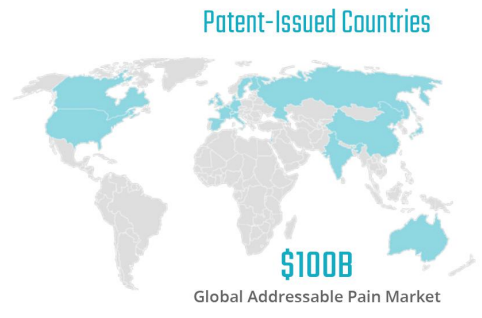 Patent-Issued Countries
$100B
Global Addressable Pain Market